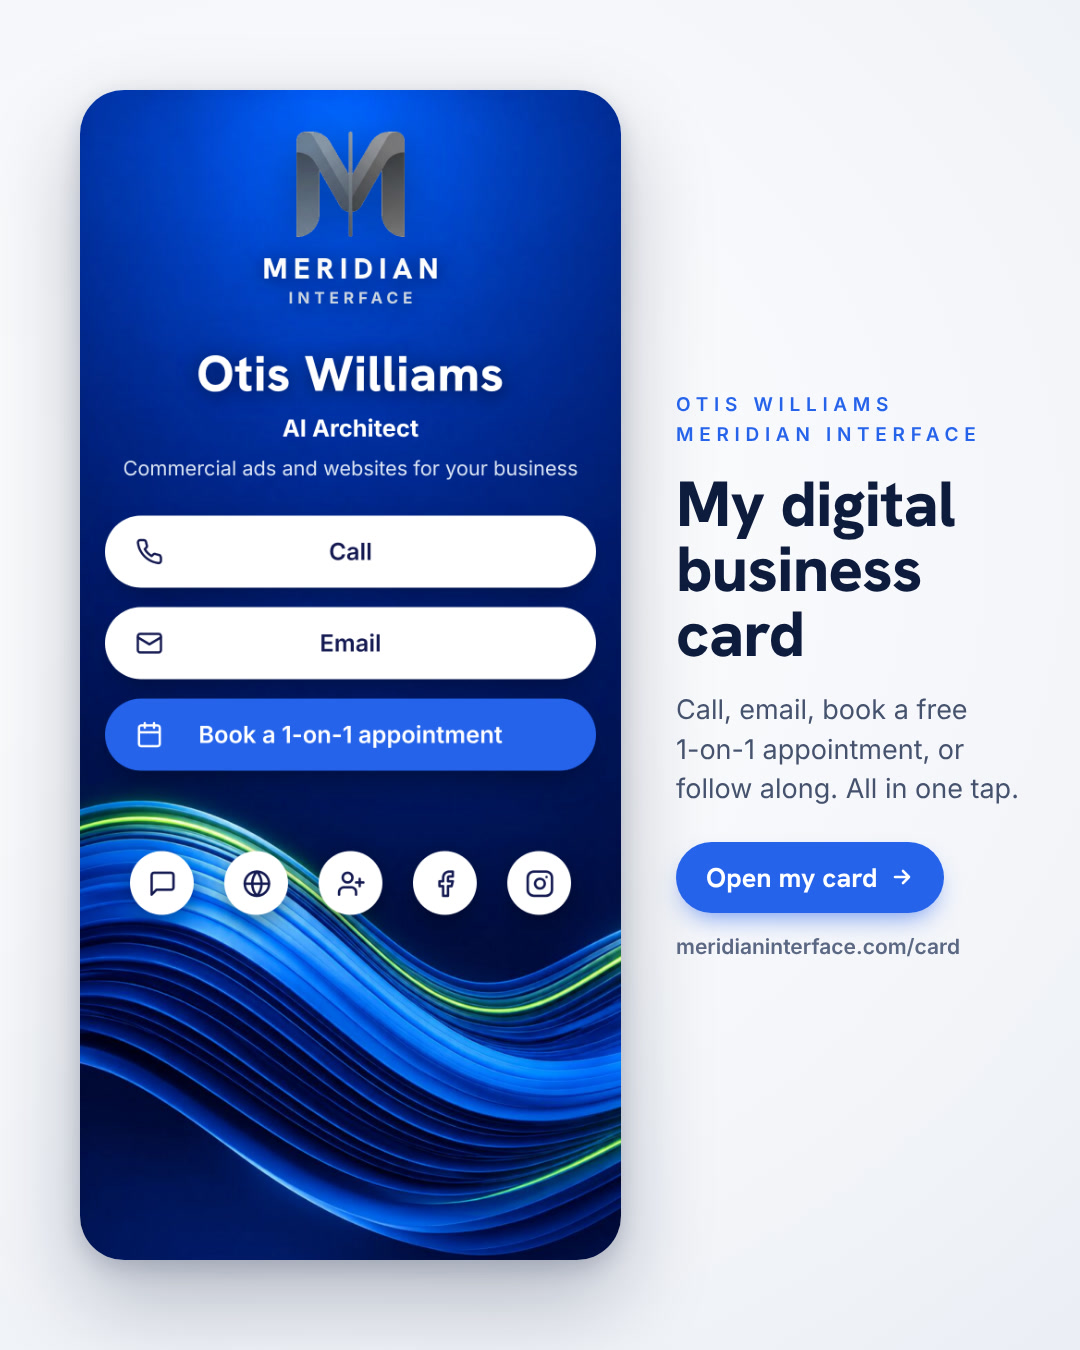 MERIDIAN
INTERFACE
Otis Williams
AI Architect
Commercial ads and websites for your business
Call
Email
Book a 1-on-1 appointment
OTIS WILLIAMS
MERIDIAN INTERFACE
My digital
business
card
Call, email, book a free
1-on-1 appointment, or
follow along. All in one tap.
Open my card →
meridianinterface.com/card